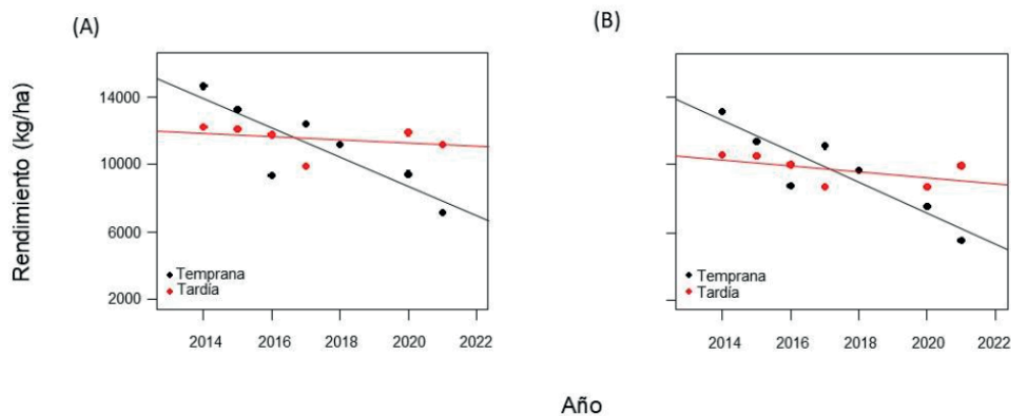 (A)
(B)
Rendimiento (kg/ha)
14000
10000
6000
2000
Temprana
Tardía
2014 2016 2018 2020 2022
Temprana
Tardía
2014 2016 2018 2020 2022
Año